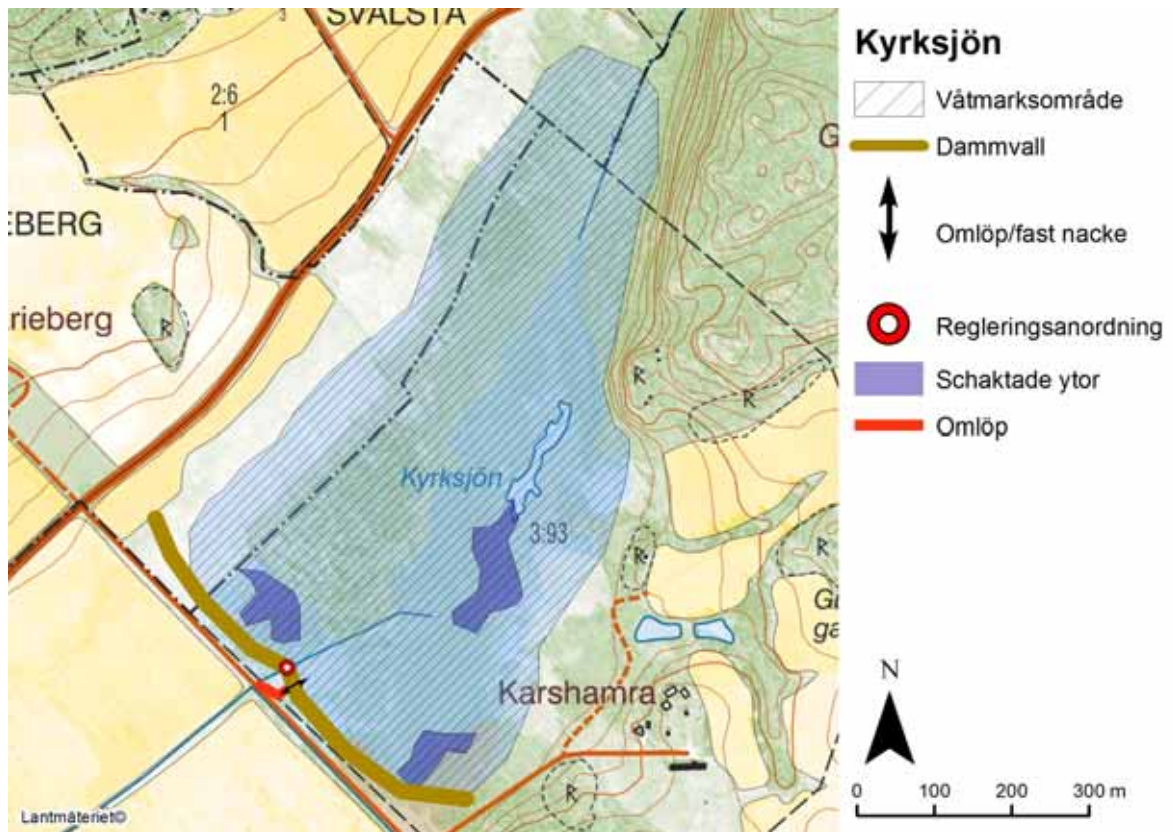 SVALSTA
3
R
2:6
1
EBERG
rieberg
R
G
R
R
Kyrksjön
3:93
R
R
Karshamra
R
Lantmäteriet©
Kyrksjön
Våtmarksområde
Dammvall
Omlöp/fast nacke
Regleringsanordning
Schaktade ytor
Omlöp
N
0 100 200 300 m